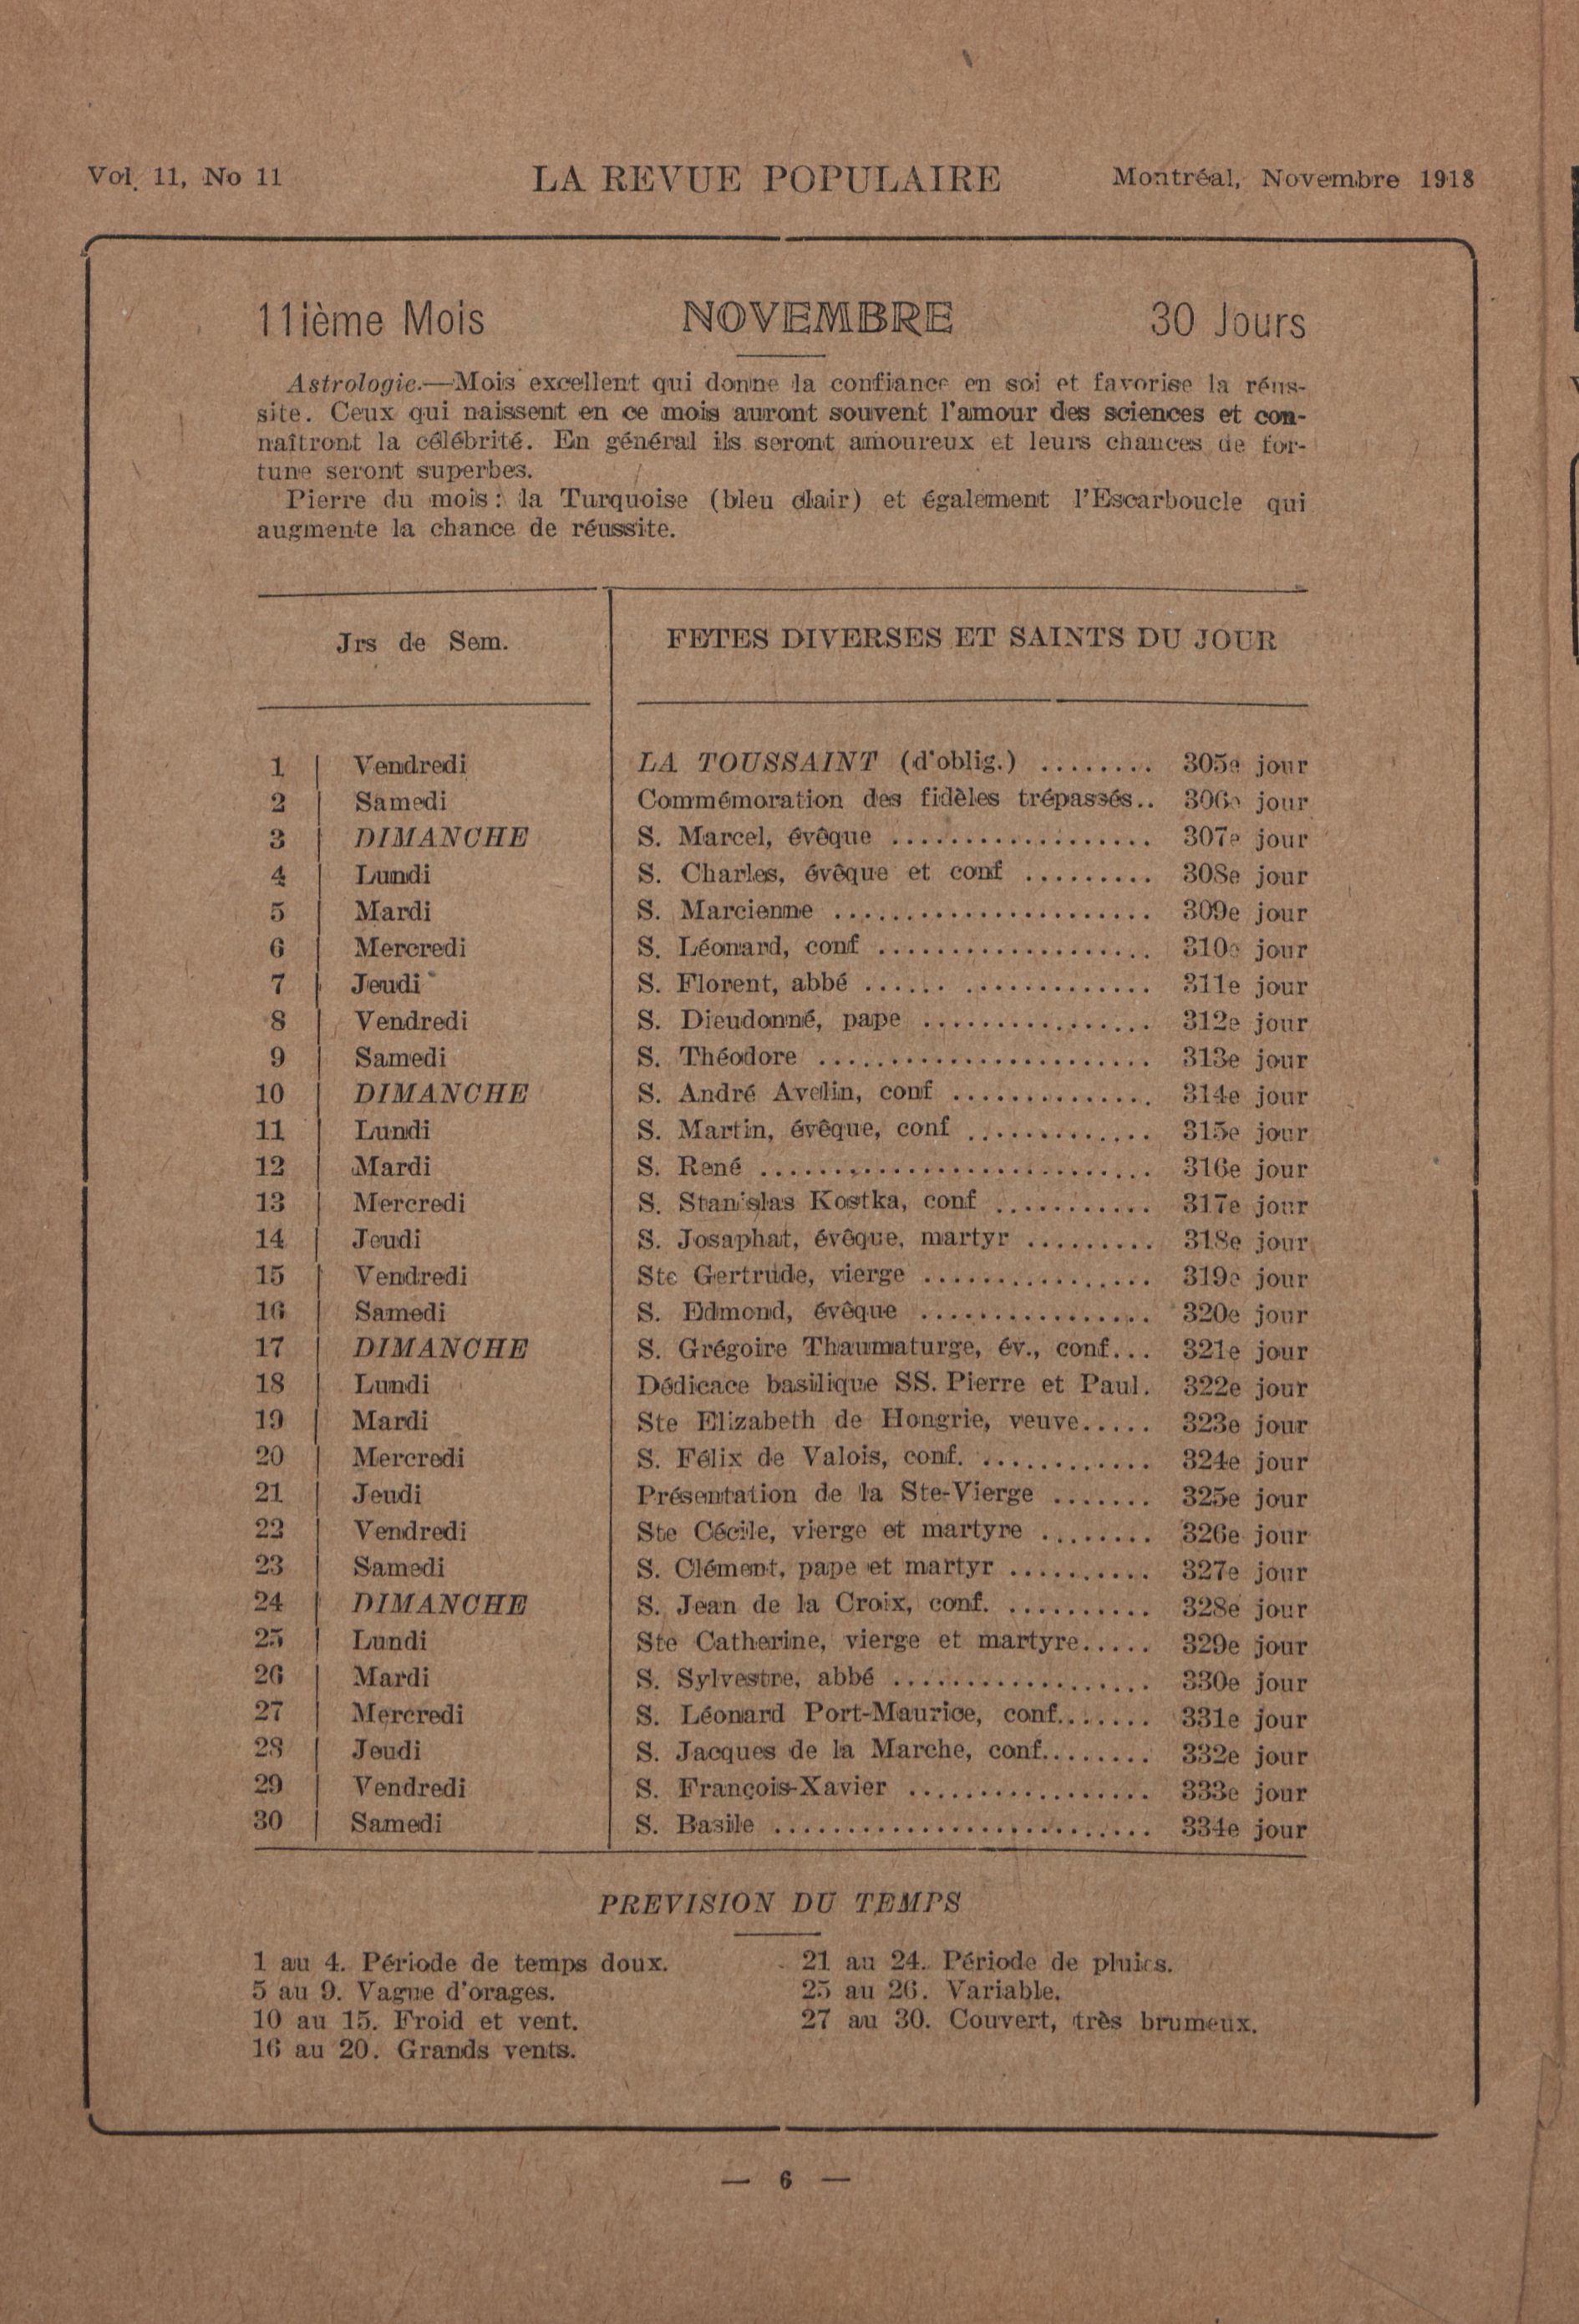 Vol. 11, No 11 LA REVUE POPULAIRE Montréal, Novembre 1918
11ième Mois NOVEMBRE 30 Jours
Astrologie.—Mois excellent qui donne la confiance en soi et favorise la réus-
site. Ceux qui naissent en ce mois auront souvent l'amour des sciences et con-
naîtront la célébrité. En général ils seront amoureux et leurs chances de for-
tune seront superbes.
Pierre du mois: la Turquoise (bleu clair) et également l'Escarboucle qui
augmente la chance de réussite.
Jrs de Sem. FETES DIVERSES ET SAINTS DU JOUR
1 | Vendredi LA TOUSSAINT (d'oblig.) ........ 305e jour
2 | Samedi Commémoration des fidèles trépassés.. 306e jour
3 | DIMANCHE S. Marcel, évêque .................. 307e jour
4 | Lundi S. Charles, évêque et conf ......... 308e jour
5 | Mardi S. Marcienne ...................... 309e jour
6 | Mercredi S. Léonard, conf ................... 310e jour
7 | Jeudi S. Florent, abbé ...... ............. 311e jour
8 | Vendredi S. Dieudonné, pape ................ 312e jour
9 | Samedi S. Théodore ....................... 313e jour
10 | DIMANCHE S. André Avelin, conf .............. 314e jour
11 | Lundi S. Martin, évêque, conf ............. 315e jour
12 | Mardi S. René ........................... 316e jour
13 | Mercredi S. Stanislas Kostka, conf ........... 317e jour
14 | Jeudi S. Josaphat, évêque, martyr ......... 318e jour
15 | Vendredi Ste Gertrude, vierge ................ 319e jour
16 | Samedi S. Edmond, évêque ................ 320e jour
17 | DIMANCHE S. Grégoire Thaumaturge, év., conf... 321e jour
18 | Lundi Dédicace basilique SS. Pierre et Paul. 322e jour
19 | Mardi Ste Elizabeth de Hongrie, veuve..... 323e jour
20 | Mercredi S. Félix de Valois, conf. ............ 324e jour
21 | Jeudi Présentation de la Ste-Vierge ....... 325e jour
22 | Vendredi Ste Cécile, vierge et martyre ........ 326e jour
23 | Samedi S. Clément, pape et martyr .......... 327e jour
24 | DIMANCHE S. Jean de la Croix, conf. .......... 328e jour
25 | Lundi Ste Catherine, vierge et martyre..... 329e jour
26 | Mardi S. Sylvestre, abbé .................. 330e jour
27 | Mercredi S. Léonard Port-Maurice, conf....... 331e jour
28 | Jeudi S. Jacques de la Marche, conf........ 332e jour
29 | Vendredi S. François-Xavier ................. 333e jour
30 | Samedi S. Basile .......................... 334e jour
PREVISION DU TEMPS
1 au 4. Période de temps doux.
5 au 9. Vague d'orages.
10 au 15. Froid et vent.
16 au 20. Grands vents.
21 au 24. Période de pluies.
25 au 26. Variable.
27 au 30. Couvert, très brumeux.
— 6 —